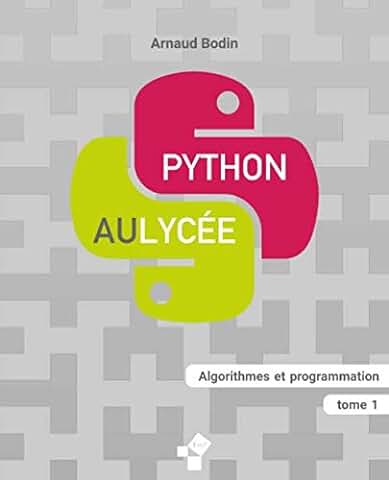 Arnaud Bodin
PYTHON
AULYCÉE
Algorithmes et programmation
tome 1